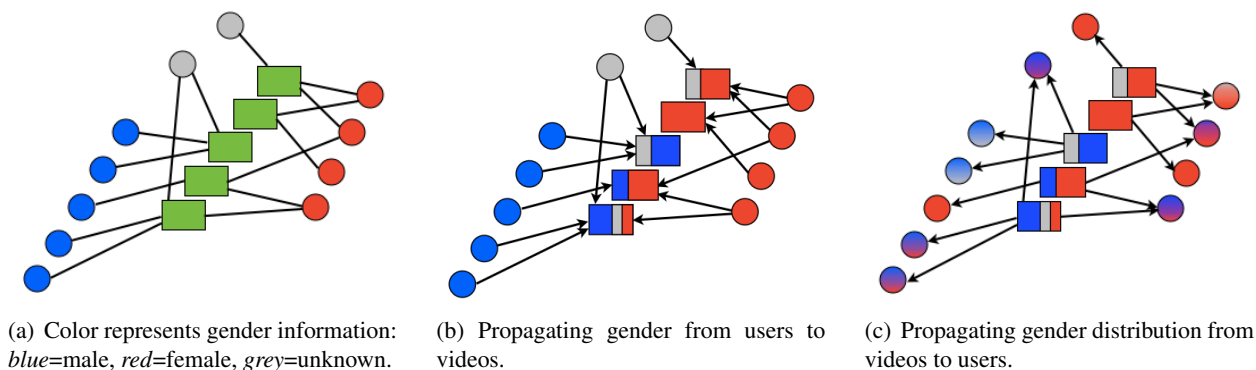 (a) Color represents gender information:
blue=male, red=female, grey=unknown.
(b) Propagating gender from users to
videos.
(c) Propagating gender distribution from
videos to users.